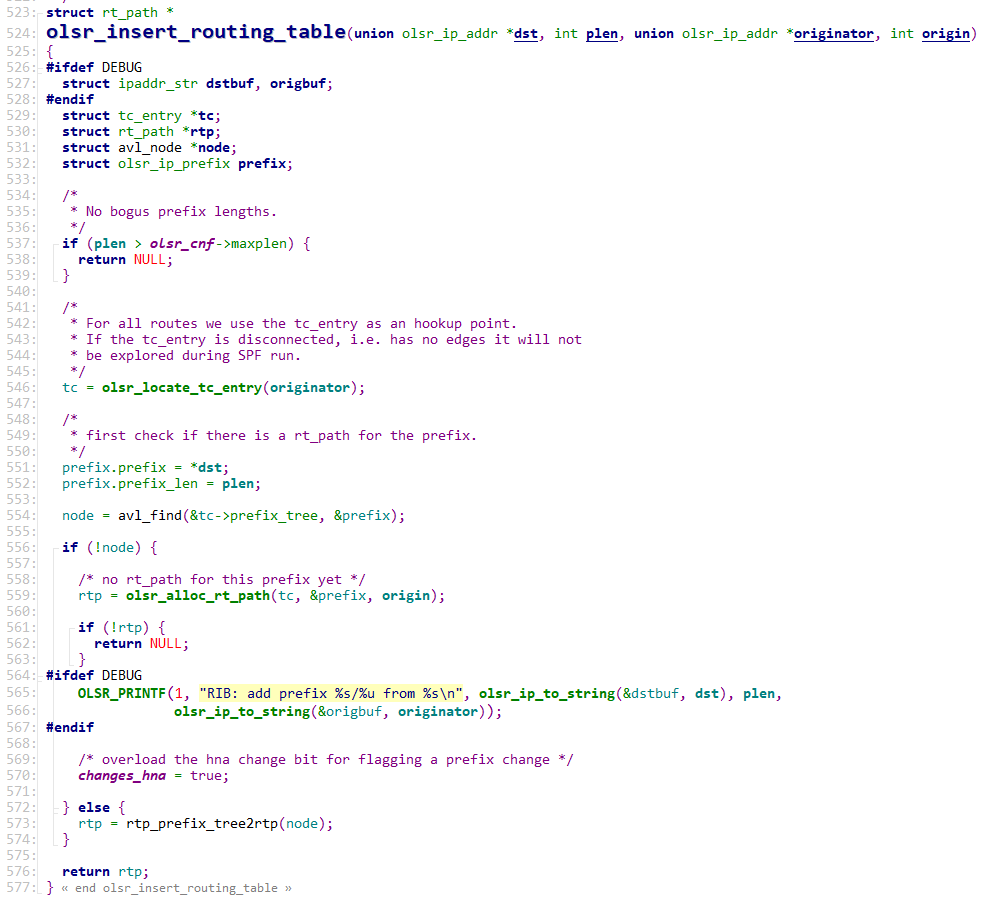 523: struct rt_path *
524: olsr_insert_routing_table(union olsr_ip_addr *dst, int plen, union olsr_ip_addr *originator, int origin)
525: {
526: #ifdef DEBUG
527:   struct ipaddr_str dstbuf, origbuf;
528: #endif
529:   struct tc_entry *tc;
530:   struct rt_path *rtp;
531:   struct avl_node *node;
532:   struct olsr_ip_prefix prefix;
533:
534:   /*
535:    * No bogus prefix lengths.
536:    */
537:   if (plen > olsr_cnf->maxplen) {
538:     return NULL;
539:   }
540:
541:   /*
542:    * For all routes we use the tc_entry as an hookup point.
543:    * If the tc_entry is disconnected, i.e. has no edges it will not
544:    * be explored during SPF run.
545:    */
546:   tc = olsr_locate_tc_entry(originator);
547:
548:   /*
549:    * first check if there is a rt_path for the prefix.
550:    */
551:   prefix.prefix = *dst;
552:   prefix.prefix_len = plen;
553:
554:   node = avl_find(&tc->prefix_tree, &prefix);
555:
556:   if (!node) {
557:
558:     /* no rt_path for this prefix yet */
559:     rtp = olsr_alloc_rt_path(tc, &prefix, origin);
560:
561:     if (!rtp) {
562:       return NULL;
563:     }
564: #ifdef DEBUG
565:     OLSR_PRINTF(1, "RIB: add prefix %s/%u from %s\n", olsr_ip_to_string(&dstbuf, dst), plen,
566:                 olsr_ip_to_string(&origbuf, originator));
567: #endif
568:
569:     /* overload the hna change bit for flagging a prefix change */
570:     changes_hna = true;
571:
572:   } else {
573:     rtp = rtp_prefix_tree2rtp(node);
574:   }
575:
576:   return rtp;
577: } « end olsr_insert_routing_table »